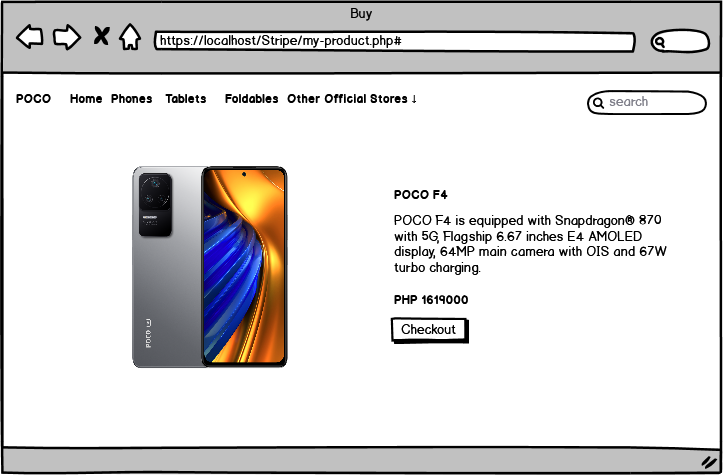 Buy
https://localhost/Stripe/my-product.php#
POCO Home Phones Tablets Foldables Other Official Stores ↓
search
POCO F4
POCO F4 is equipped with Snapdragon® 870
with 5G, Flagship 6.67 inches E4 AMOLED
display, 64MP main camera with OIS and 67W
turbo charging.
PHP 1619000
Checkout